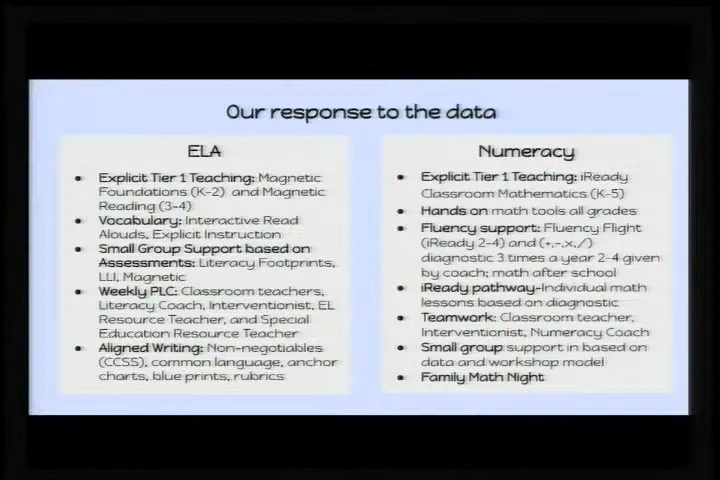 Our response to the data
ELA
• Explicit Tier 1 Teaching: Magnetic
Foundations (K-2) and Magnetic
Reading (3-4)
• Vocabulary: Interactive Read
Alouds, Explicit Instruction
• Small Group Support based on
Assessments: Literacy Footprints,
LLI, Magnetic
• Weekly PLC: Classroom teachers,
Literacy Coach, Interventionist, EL
Resource Teacher, and Special
Education Resource Teacher
• Aligned Writing: Non-negotiables
(CCSS), common language, anchor
charts, blue prints, rubrics
Numeracy
• Explicit Tier 1 Teaching: iReady
Classroom Mathematics (K-5)
• Hands on math tools all grades
• Fluency support: Fluency Flight
(iReady 2-4) and (+,-,x,/)
diagnostic 3 times a year 2-4 given
by coach; math after school
• iReady pathway-Individual math
lessons based on diagnostic
• Teamwork: Classroom teacher,
Interventionist, Numeracy Coach
• Small group support in based on
data and workshop model
• Family Math Night